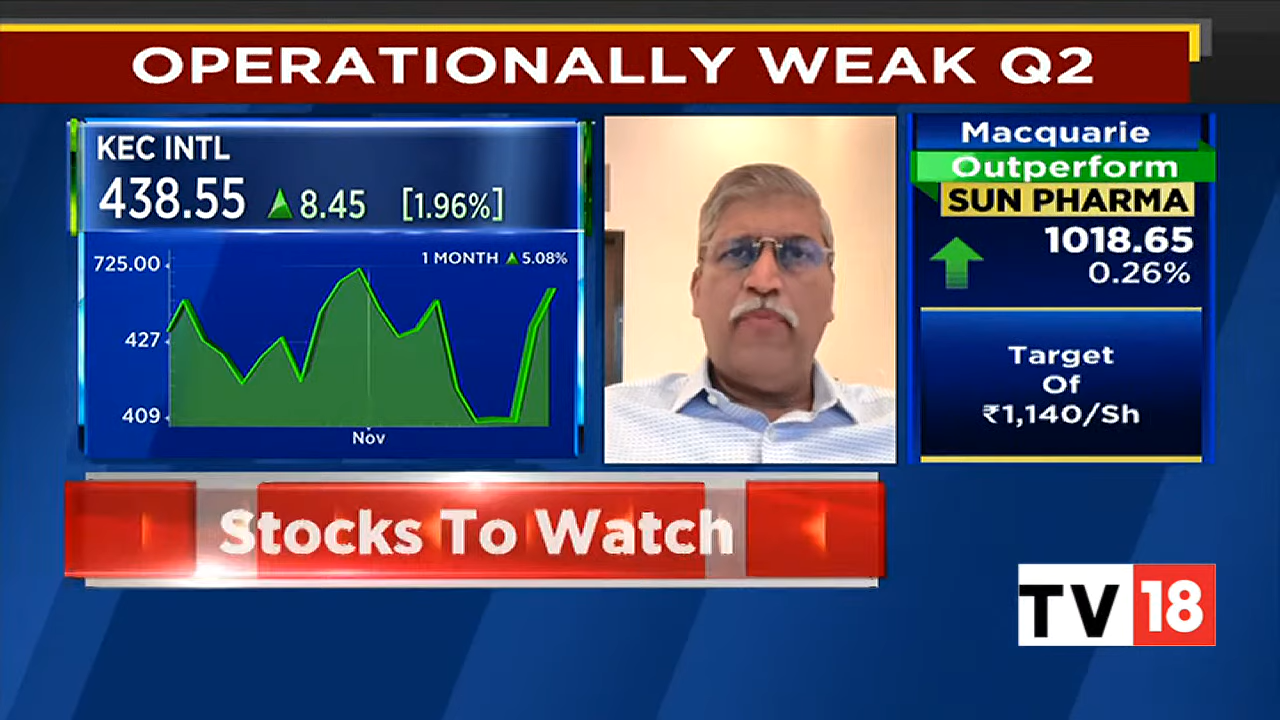 OPERATIONALLY WEAK Q2
KEC INTL
438.55 ▲ 8.45 [1.96%]
1 MONTH ▲ 5.08%
725.00
427
409
Nov
Macquarie
Outperform
SUN PHARMA
1018.65
0.26%
Target
Of
₹1,140/Sh
Stocks To Watch
TV18